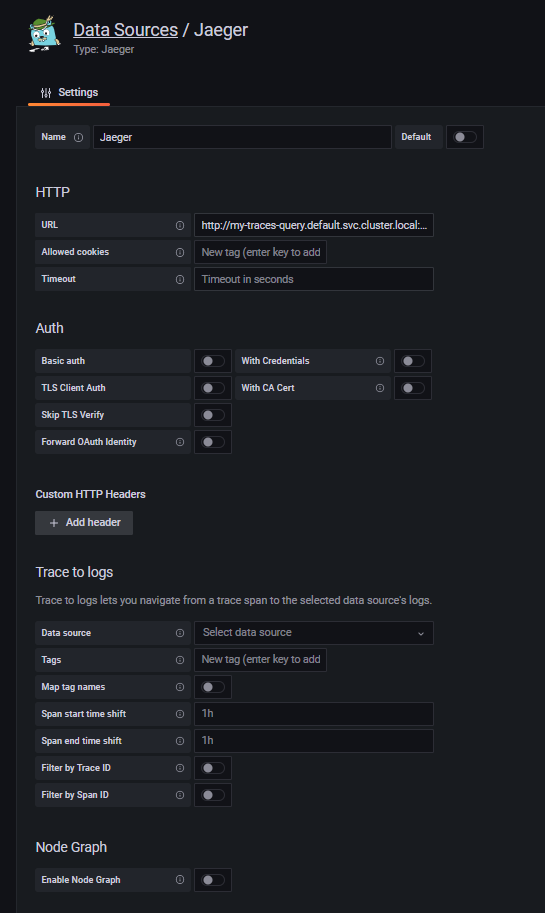 Data Sources / Jaeger
Type: Jaeger
Settings
Name Jaeger Default
HTTP
URL http://my-traces-query.default.svc.cluster.local:...
Allowed cookies New tag (enter key to add
Timeout Timeout in seconds
Auth
Basic auth With Credentials
TLS Client Auth With CA Cert
Skip TLS Verify
Forward OAuth Identity
Custom HTTP Headers
+ Add header
Trace to logs
Trace to logs lets you navigate from a trace span to the selected data source's logs.
Data source Select data source
Tags New tag (enter key to add
Map tag names
Span start time shift 1h
Span end time shift 1h
Filter by Trace ID
Filter by Span ID
Node Graph
Enable Node Graph